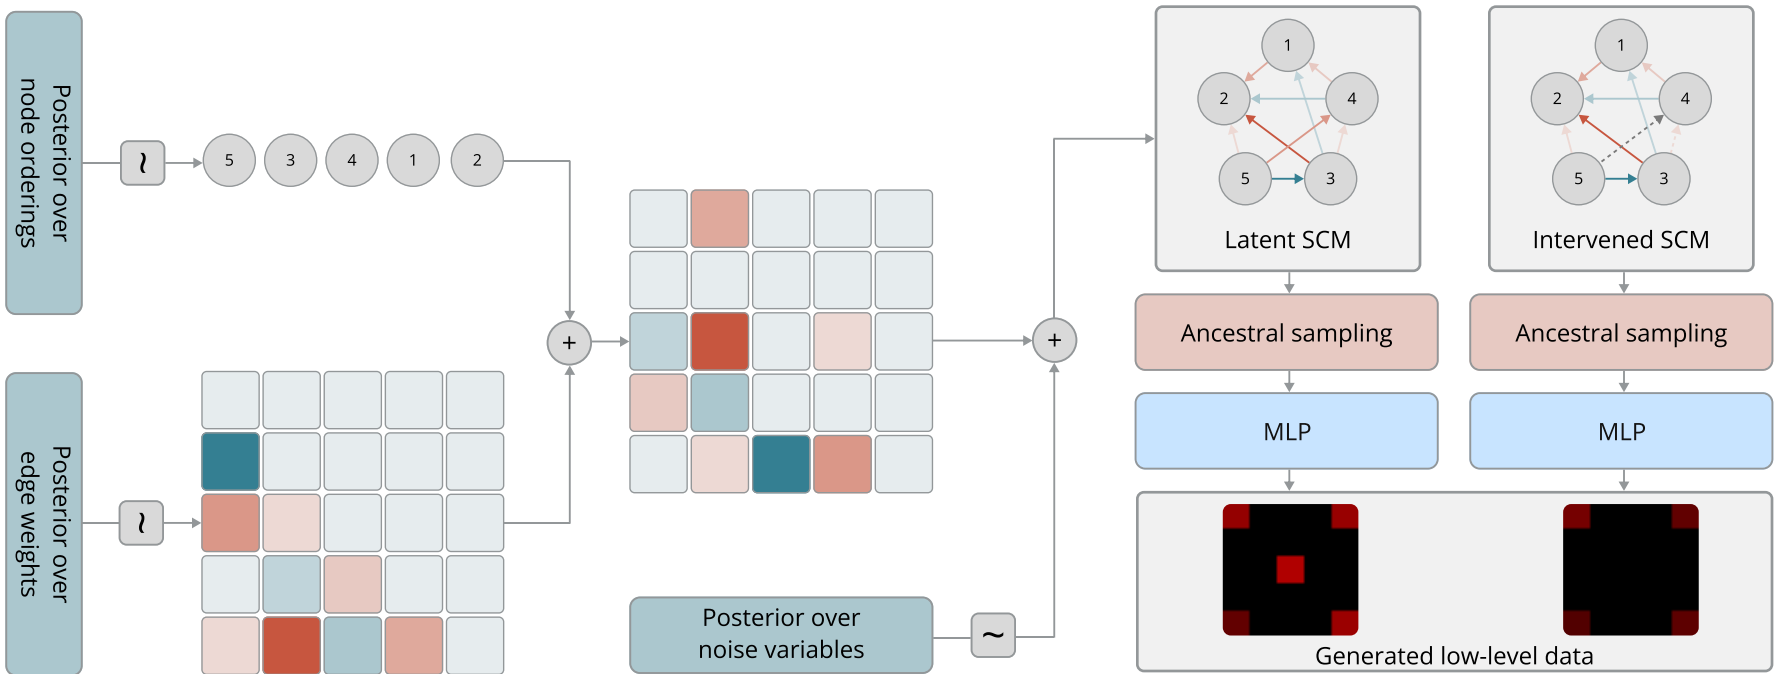 Posterior over
node orderings
~
5 3 4 1 2
Posterior over
edge weights
~
+
Posterior over
noise variables
~
+
1
2 4
5 3
Latent SCM
Ancestral sampling
MLP
1
2 4
5 3
Intervened SCM
Ancestral sampling
MLP
Generated low-level data